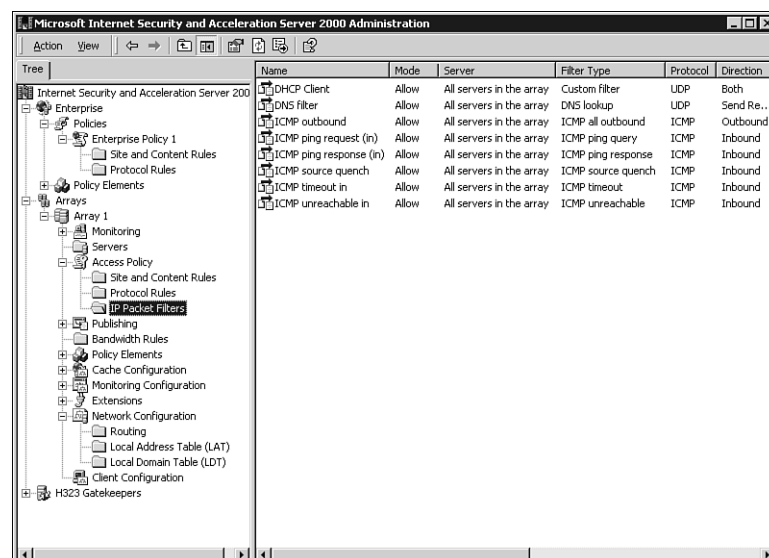 Microsoft Internet Security and Acceleration Server 2000 Administration
Action View
Tree
Internet Security and Acceleration Server 200
Enterprise
Policies
Enterprise Policy 1
Site and Content Rules
Protocol Rules
Policy Elements
Arrays
Array 1
Monitoring
Servers
Access Policy
Site and Content Rules
Protocol Rules
IP Packet Filters
Publishing
Bandwidth Rules
Policy Elements
Cache Configuration
Monitoring Configuration
Extensions
Network Configuration
Routing
Local Address Table (LAT)
Local Domain Table (LDT)
Client Configuration
H323 Gatekeepers
Name Mode Server Filter Type Protocol Direction
DHCP Client Allow All servers in the array Custom filter UDP Both
DNS filter Allow All servers in the array DNS lookup UDP Send Re...
ICMP outbound Allow All servers in the array ICMP all outbound ICMP Outbound
ICMP ping request (in) Allow All servers in the array ICMP ping query ICMP Inbound
ICMP ping response (in) Allow All servers in the array ICMP ping response ICMP Inbound
ICMP source quench Allow All servers in the array ICMP source quench ICMP Inbound
ICMP timeout in Allow All servers in the array ICMP timeout ICMP Inbound
ICMP unreachable in Allow All servers in the array ICMP unreachable ICMP Inbound